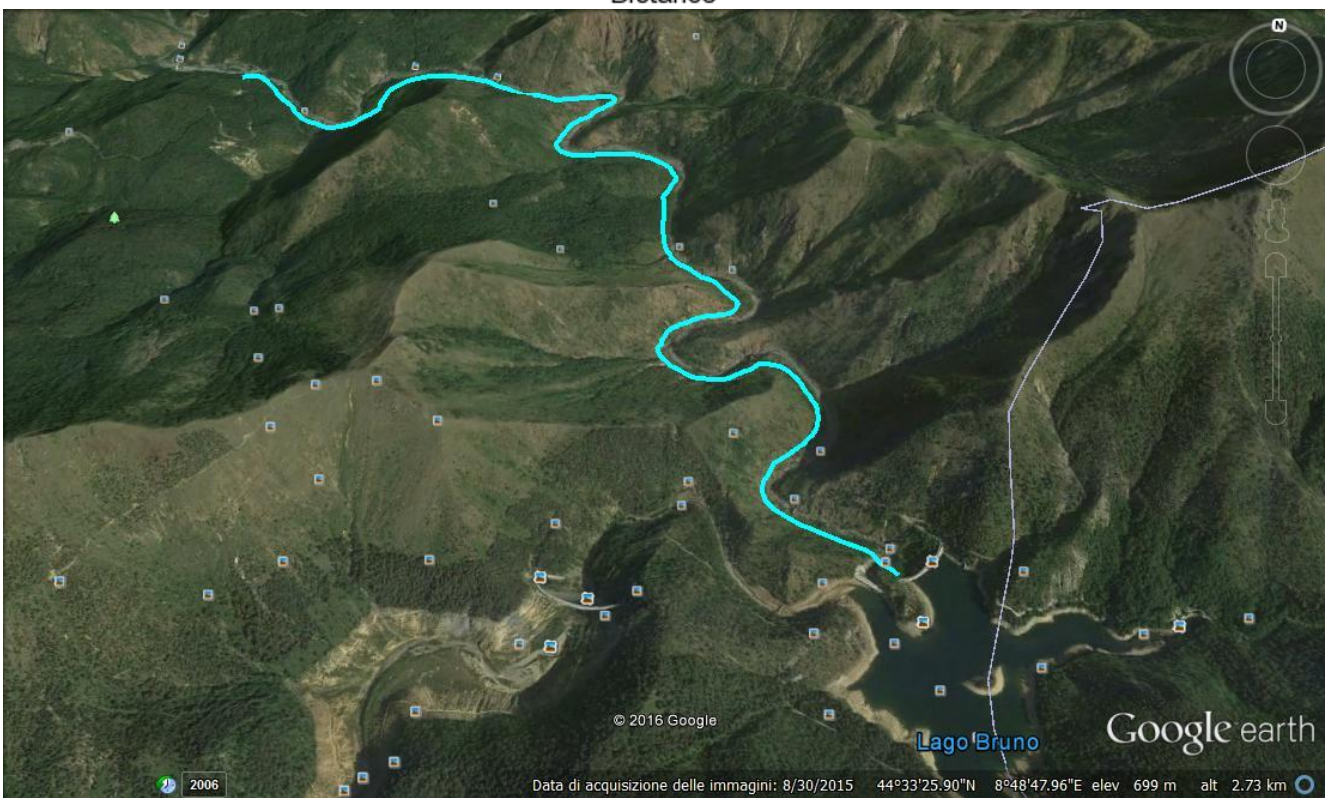 Distance
N
© 2016 Google
Google earth
Lago Bruno
2006
Data di acquisizione delle immagini: 8/30/2015 44°33'25.90"N 8°48'47.96"E elev 699 m alt 2.73 km